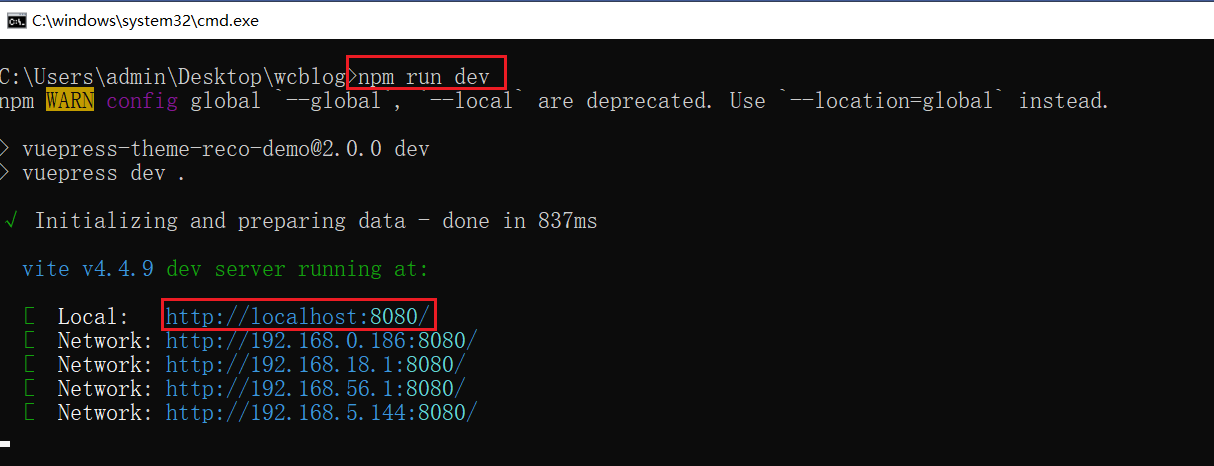 C:\windows\system32\cmd.exe
C:\Users\admin\Desktop\wcblog>npm run dev
npm WARN config global `--global`, `--local` are deprecated. Use `--location=global` instead.
> vuepress-theme-reco-demo@2.0.0 dev
> vuepress dev .
√ Initializing and preparing data - done in 837ms
vite v4.4.9 dev server running at:
[ Local: http://localhost:8080/
[ Network: http://192.168.0.186:8080/
[ Network: http://192.168.18.1:8080/
[ Network: http://192.168.56.1:8080/
[ Network: http://192.168.5.144:8080/